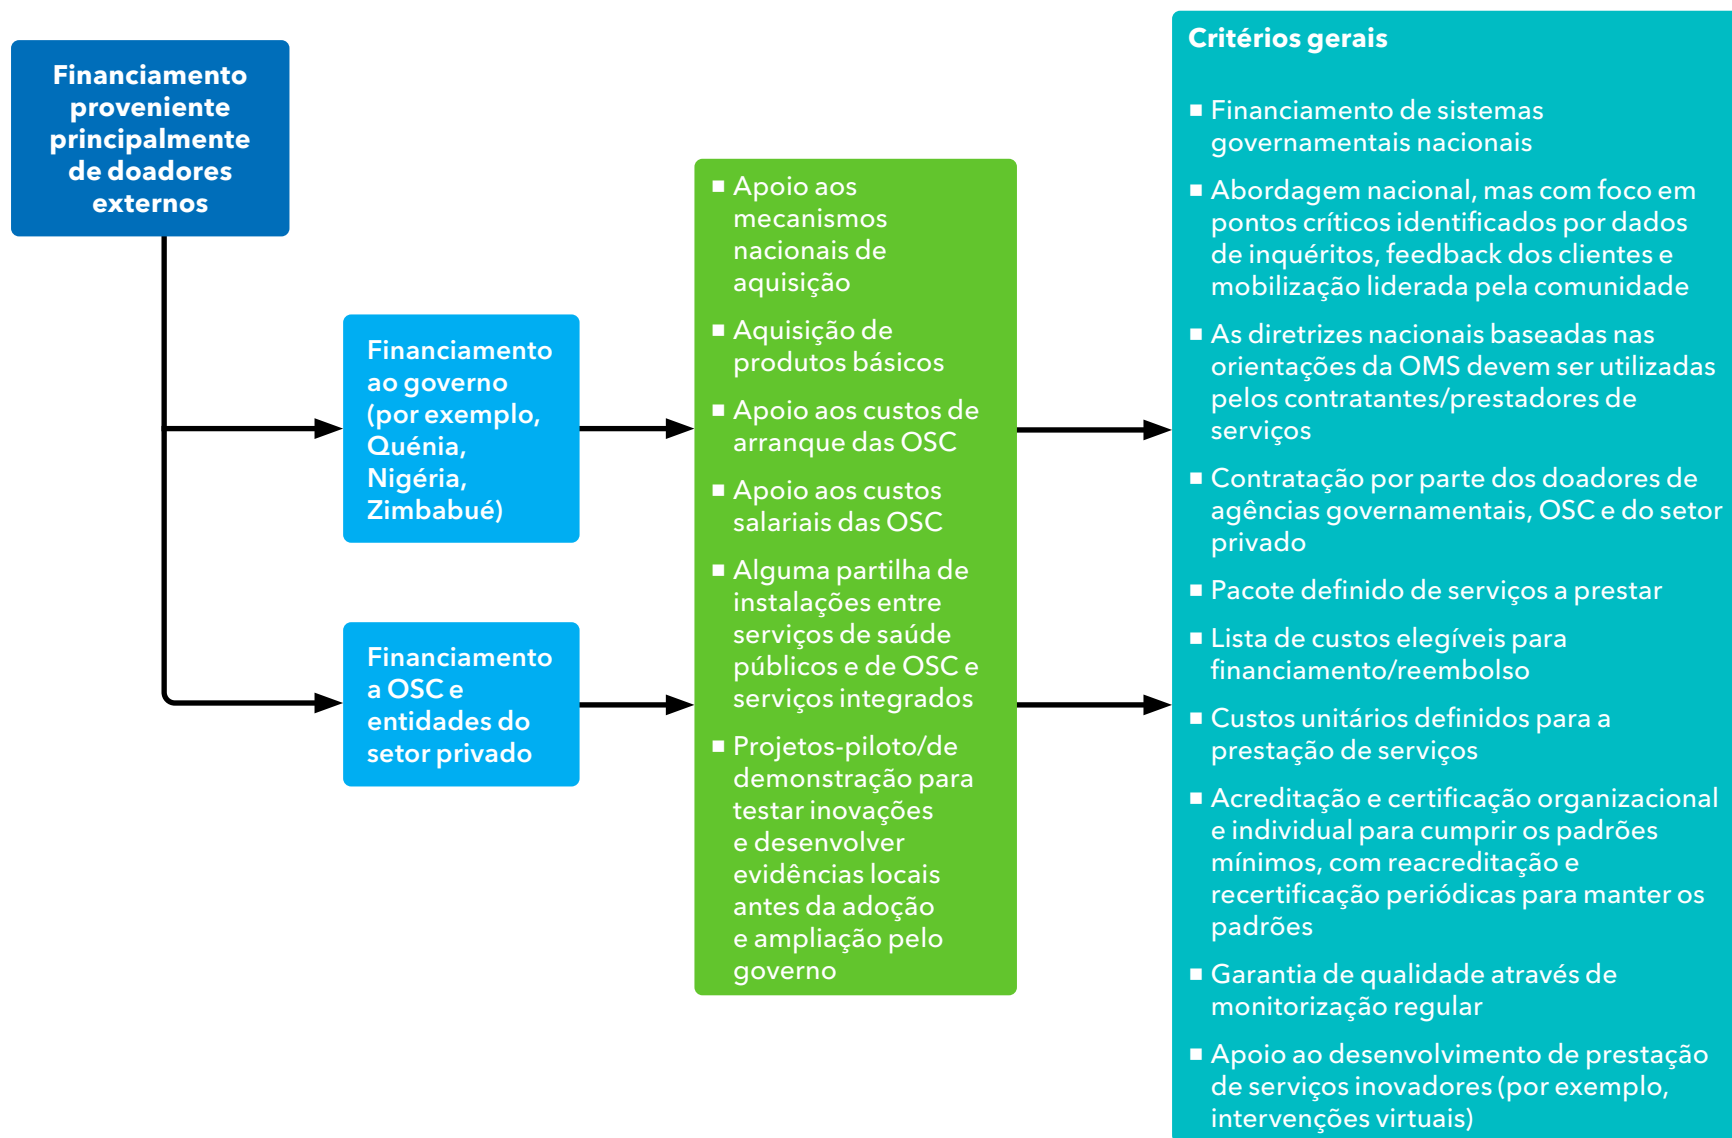 Financiamento
proveniente
principalmente
de doadores
externos
Financiamento
ao governo
(por exemplo,
Quénia,
Nigéria,
Zimbabué)
Financiamento
a OSC e
entidades do
setor privado
■ Apoio aos
mecanismos
nacionais de
aquisição
■ Aquisição de
produtos básicos
■ Apoio aos custos de
arranque das OSC
■ Apoio aos custos
salariais das OSC
■ Alguma partilha de
instalações entre
serviços de saúde
públicos e de OSC e
serviços integrados
■ Projetos-piloto/de
demonstração para
testar inovações
e desenvolver
evidências locais
antes da adoção
e ampliação pelo
governo
Critérios gerais
■ Financiamento de sistemas
governamentais nacionais
■ Abordagem nacional, mas com foco em
pontos críticos identificados por dados
de inquéritos, feedback dos clientes e
mobilização liderada pela comunidade
■ As diretrizes nacionais baseadas nas
orientações da OMS devem ser utilizadas
pelos contratantes/prestadores de
serviços
■ Contratação por parte dos doadores de
agências governamentais, OSC e do setor
privado
■ Pacote definido de serviços a prestar
■ Lista de custos elegíveis para
financiamento/reembolso
■ Custos unitários definidos para a
prestação de serviços
■ Acreditação e certificação organizacional
e individual para cumprir os padrões
mínimos, com reacreditação e
recertificação periódicas para manter os
padrões
■ Garantia de qualidade através de
monitorização regular
■ Apoio ao desenvolvimento de prestação
de serviços inovadores (por exemplo,
intervenções virtuais)